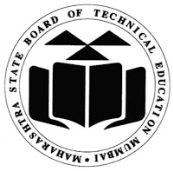 MAHARASHTRA STATE BOARD OF TECHNICAL EDUCATION MUMBAI •